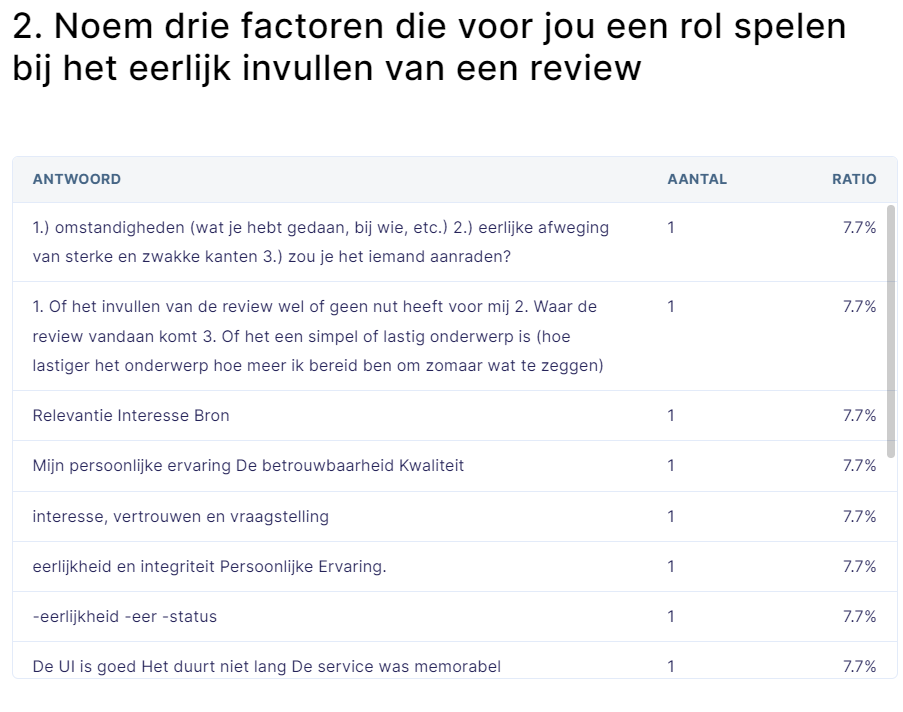 2. Noem drie factoren die voor jou een rol spelen
bij het eerlijk invullen van een review
ANTWOORD AANTAL RATIO
1.) omstandigheden (wat je hebt gedaan, bij wie, etc.) 2.) eerlijke afweging 1 7.7%
van sterke en zwakke kanten 3.) zou je het iemand aanraden?
1. Of het invullen van de review wel of geen nut heeft voor mij 2. Waar de 1 7.7%
review vandaan komt 3. Of het een simpel of lastig onderwerp is (hoe
lastiger het onderwerp hoe meer ik bereid ben om zomaar wat te zeggen)
Relevantie Interesse Bron 1 7.7%
Mijn persoonlijke ervaring De betrouwbaarheid Kwaliteit 1 7.7%
interesse, vertrouwen en vraagstelling 1 7.7%
eerlijkheid en integriteit Persoonlijke Ervaring. 1 7.7%
-eerlijkheid -eer -status 1 7.7%
De UI is goed Het duurt niet lang De service was memorabel 1 7.7%